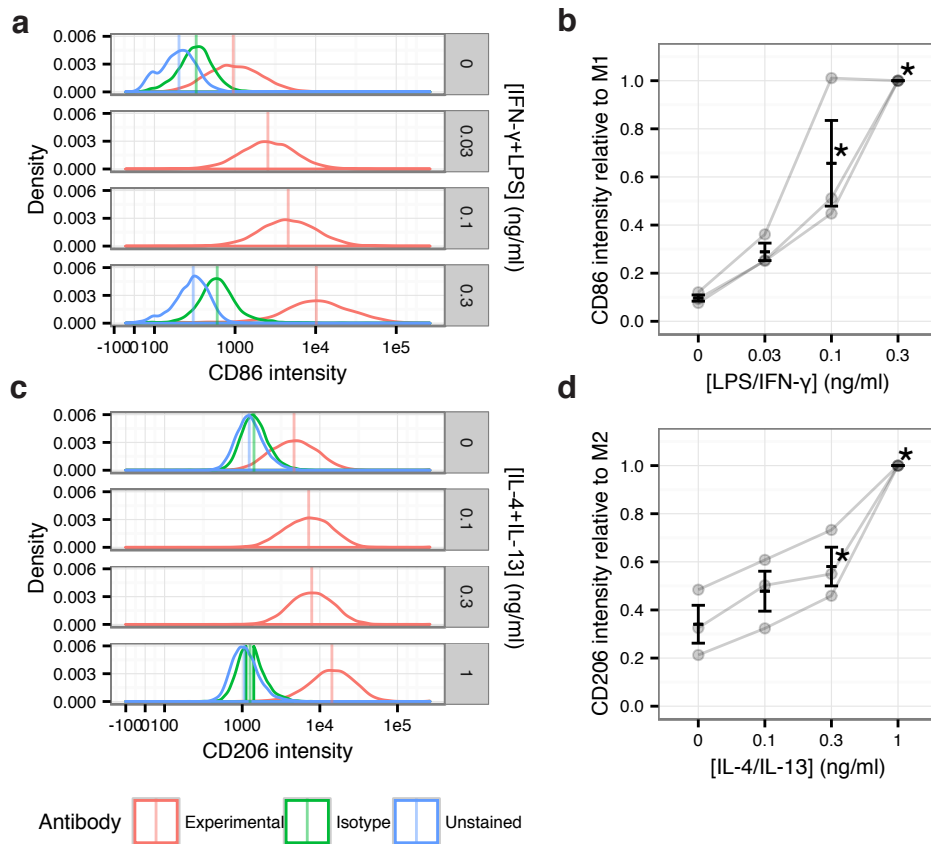 a
0.006
0.003
0.000
0
0.006
0.003
0.000
0.03
0.006
0.003
0.000
0.1
0.006
0.003
0.000
0.3
Density
[IFN-γ+LPS] (ng/ml)
-1000 100 1000 1e4 1e5
CD86 intensity
b
CD86 intensity relative to M1
1.0
0.8
0.6
0.4
0.2
0.0
*
*
0 0.03 0.1 0.3
[LPS/IFN-γ] (ng/ml)
c
0.006
0.003
0.000
0
0.006
0.003
0.000
0.1
0.006
0.003
0.000
0.3
0.006
0.003
0.000
1
Density
[IL-4+IL-13] (ng/ml)
-1000 100 1000 1e4 1e5
CD206 intensity
d
CD206 intensity relative to M2
1.0
0.8
0.6
0.4
0.2
0.0
*
*
0 0.1 0.3 1
[IL-4/IL-13] (ng/ml)
Antibody Experimental Isotype Unstained